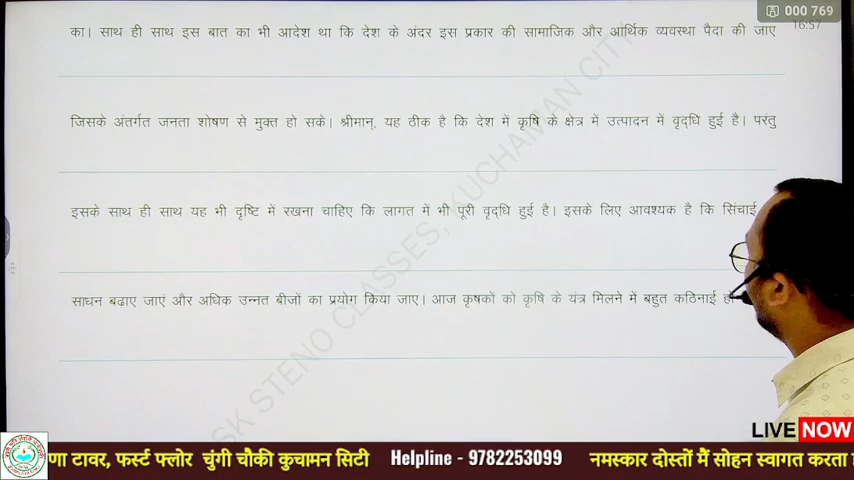 000 769
16:57
का। साथ ही साथ इस बात का भी आदेश था कि देश के अंदर इस प्रकार की सामाजिक और आर्थिक व्यवस्था पैदा की जाए
जिसके अंतर्गत जनता शोषण से मुक्त हो सके। श्रीमान्, यह ठीक है कि देश में कृषि के क्षेत्र में उत्पादन में वृद्धि हुई है। परंतु
इसके साथ ही साथ यह भी दृष्टि में रखना चाहिए कि लागत में भी पूरी वृद्धि हुई है। इसके लिए आवश्यक है कि सिंचाई
साधन बढाए जाएं और अधिक उन्नत बीजों का प्रयोग किया जाए। आज कृषकों को कृषि के यंत्र मिलने में बहुत कठिनाई
SK STENO CLASSES, KUCHAMAN CITY
LIVE NOW
टावर, फर्स्ट फ्लोर चुंगी चौकी कुचामन सिटी Helpline - 9782253099 नमस्कार दोस्तों मैं सोहन स्वागत करता